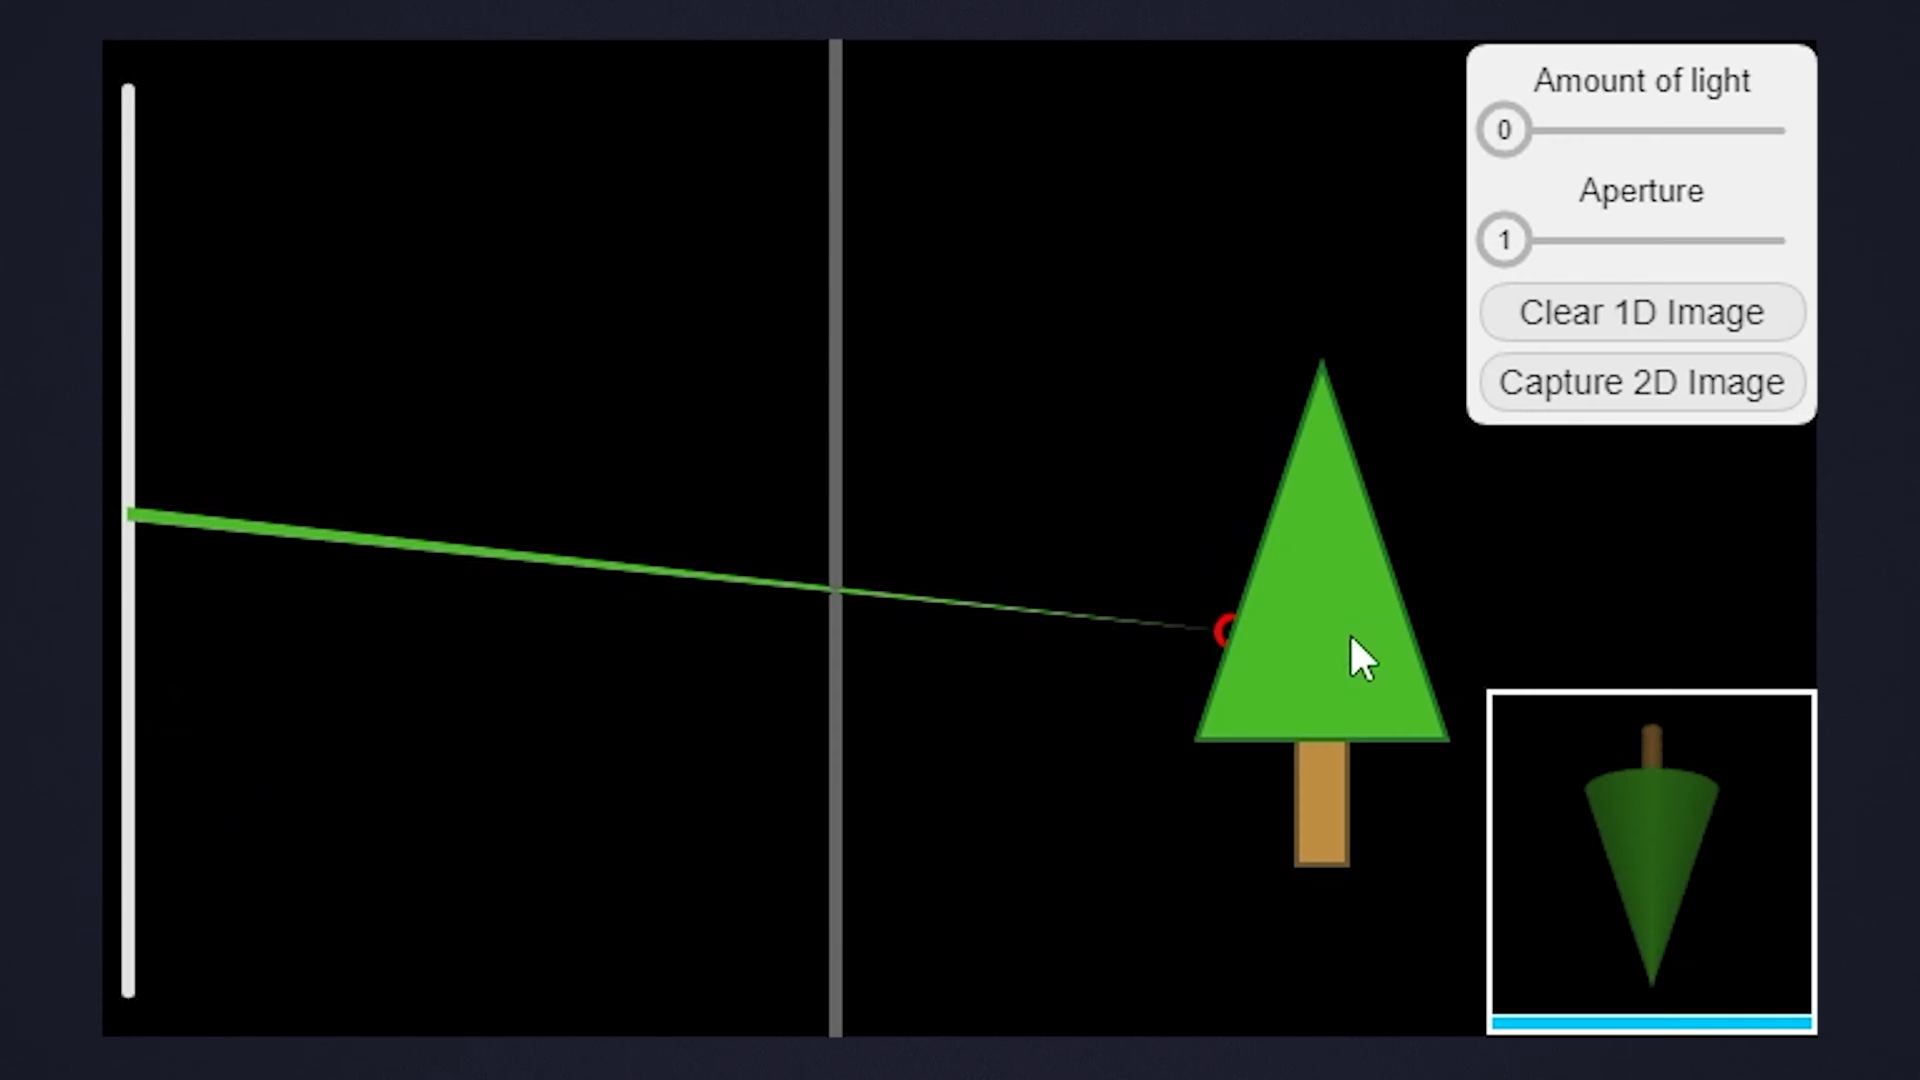 Amount of light
0
Aperture
1
Clear 1D Image
Capture 2D Image